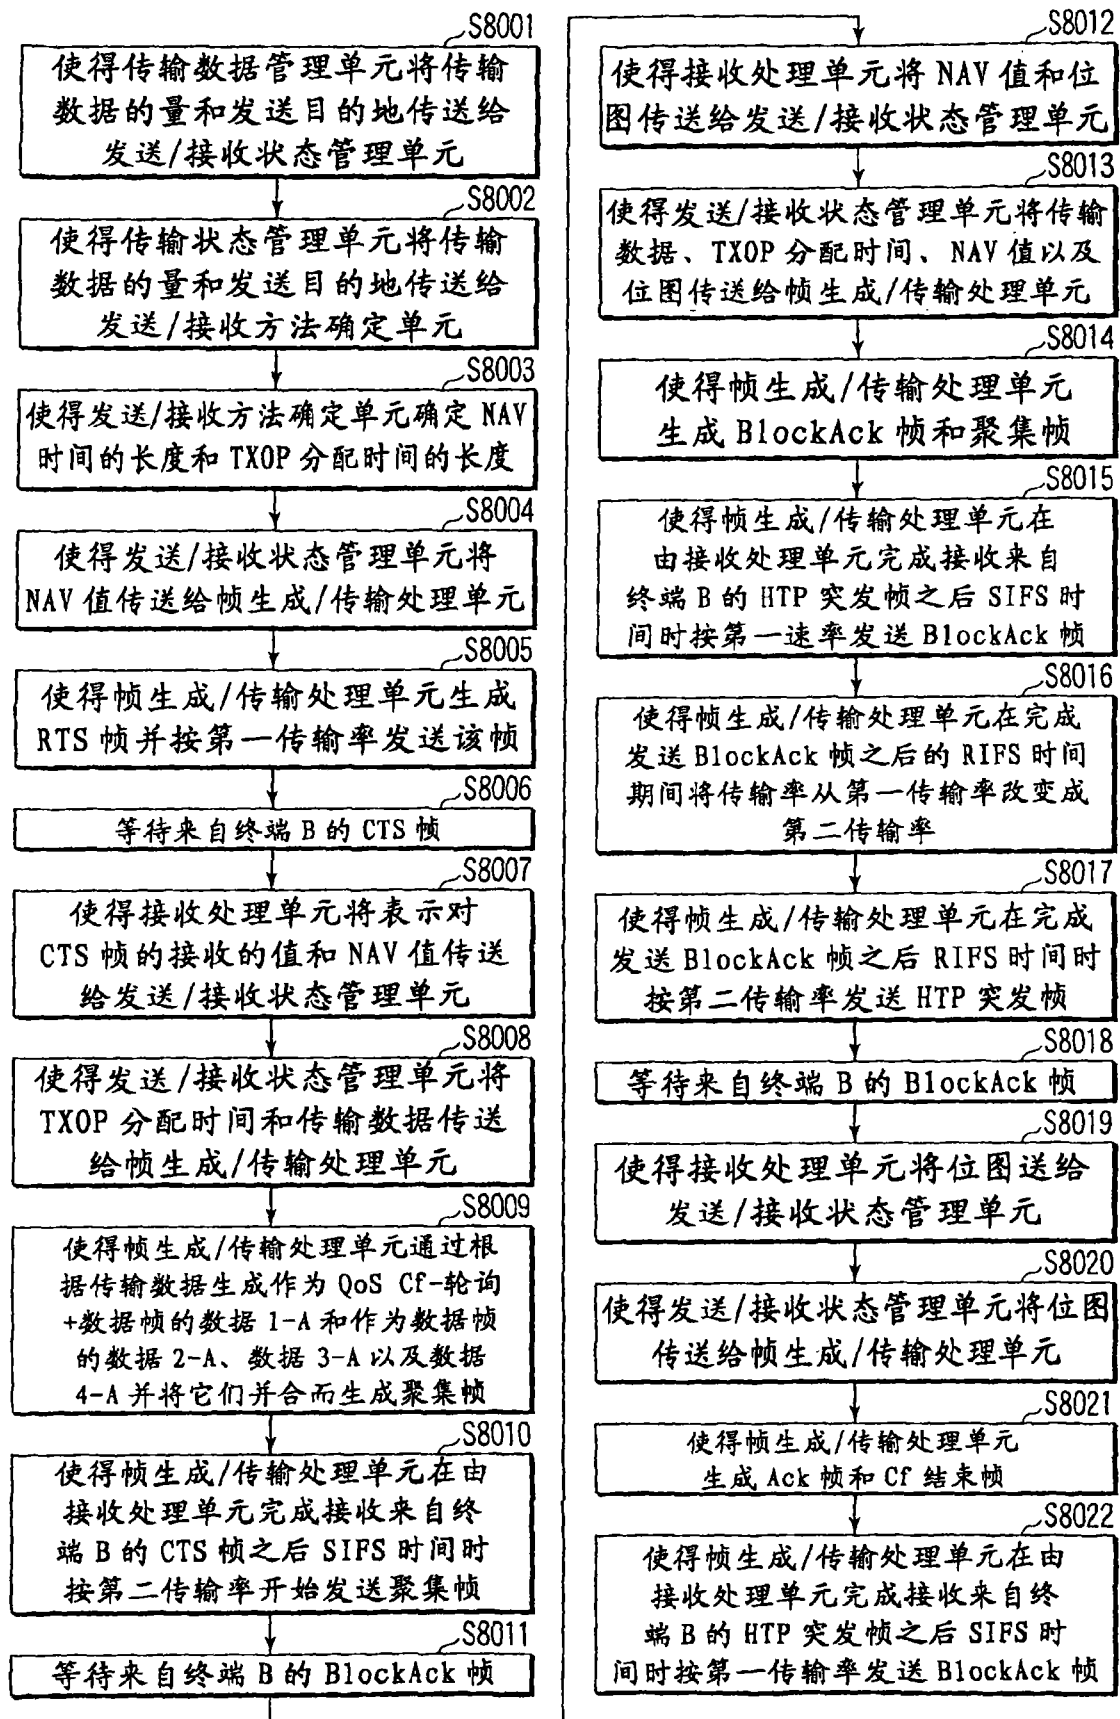 S8001
使得传输数据管理单元将传输
数据的量和发送目的地传送给
发送/接收状态管理单元
S8002
使得传输状态管理单元将传输
数据的量和发送目的地传送给
发送/接收方法确定单元
S8003
使得发送/接收方法确定单元确定 NAV
时间的长度和 TXOP 分配时间的长度
S8004
使得发送/接收状态管理单元将
NAV 值传送给帧生成/传输处理单元
S8005
使得帧生成/传输处理单元生成
RTS 帧并按第一传输率发送该帧
S8006
等待来自终端 B 的 CTS 帧
S8007
使得接收处理单元将表示对
CTS 帧的接收的值和 NAV 值传送
给发送/接收状态管理单元
S8008
使得发送/接收状态管理单元将
TXOP 分配时间和传输数据传送
给帧生成/传输处理单元
S8009
使得帧生成/传输处理单元通过根
据传输数据生成作为 QoS Cf-轮询
+数据帧的数据 1-A 和作为数据帧
的数据 2-A、数据 3-A 以及数据
4-A 并将它们并合而生成聚集帧
S8010
使得帧生成/传输处理单元在由
接收处理单元完成接收来自终
端 B 的 CTS 帧之后 SIFS 时间时
按第二传输率开始发送聚集帧
S8011
等待来自终端 B 的 BlockAck 帧
S8012
使得接收处理单元将 NAV 值和位
图传送给发送/接收状态管理单元
S8013
使得发送/接收状态管理单元将传输
数据、TXOP 分配时间、NAV 值以及
位图传送给帧生成/传输处理单元
S8014
使得帧生成/传输处理单元
生成 BlockAck 帧和聚集帧
S8015
使得帧生成/传输处理单元在
由接收处理单元完成接收来自
终端 B 的 HTP 突发帧之后 SIFS 时
间时按第一速率发送 BlockAck 帧
S8016
使得帧生成/传输处理单元在完成
发送 BlockAck 帧之后的 RIFS 时间
期间将传输率从第一传输率改变成
第二传输率
S8017
使得帧生成/传输处理单元在完成
发送 BlockAck 帧之后 RIFS 时间时
按第二传输率发送 HTP 突发帧
S8018
等待来自终端 B 的 BlockAck 帧
S8019
使得接收处理单元将位图送给
发送/接收状态管理单元
S8020
使得发送/接收状态管理单元将位图
传送给帧生成/传输处理单元
S8021
使得帧生成/传输处理单元
生成 Ack 帧和 Cf 结束帧
S8022
使得帧生成/传输处理单元在由
接收处理单元完成接收来自终
端 B 的 HTP 突发帧之后 SIFS 时
间时按第一传输率发送 BlockAck 帧